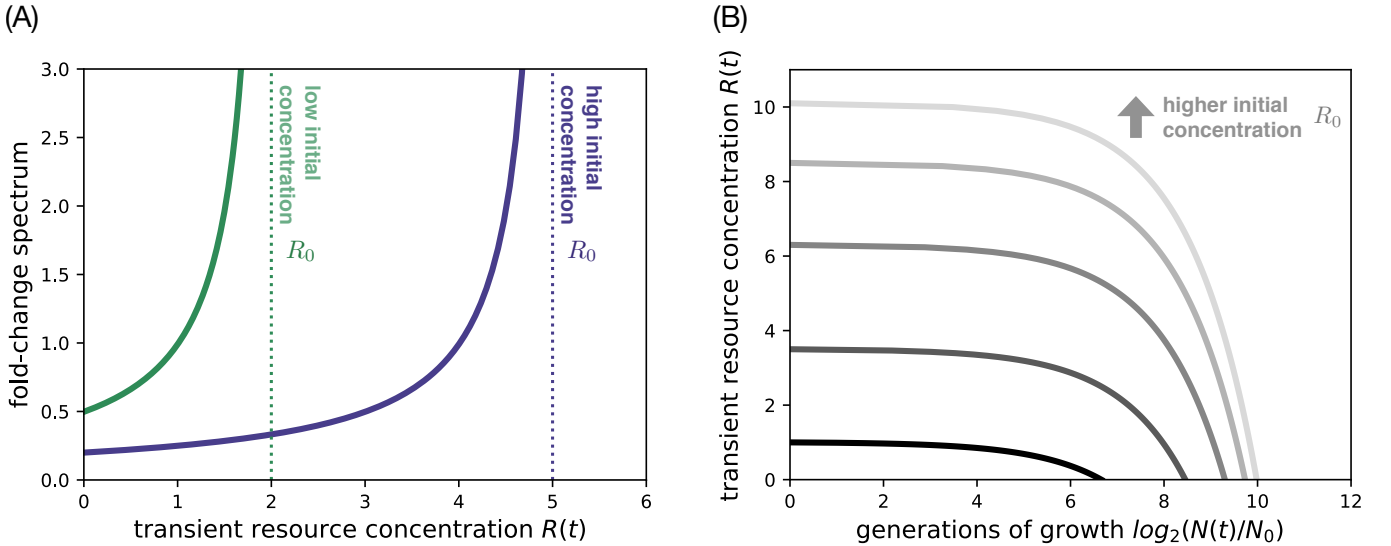 (A)
fold-change spectrum
3.0
2.5
2.0
1.5
1.0
0.5
0.0
low initial
concentration
R₀
high initial
concentration
R₀
0 1 2 3 4 5 6
transient resource concentration R(t)
(B)
transient resource concentration R(t)
10
8
6
4
2
0
higher initial
concentration R₀
0 2 4 6 8 10 12
generations of growth log₂(N(t)/N₀)